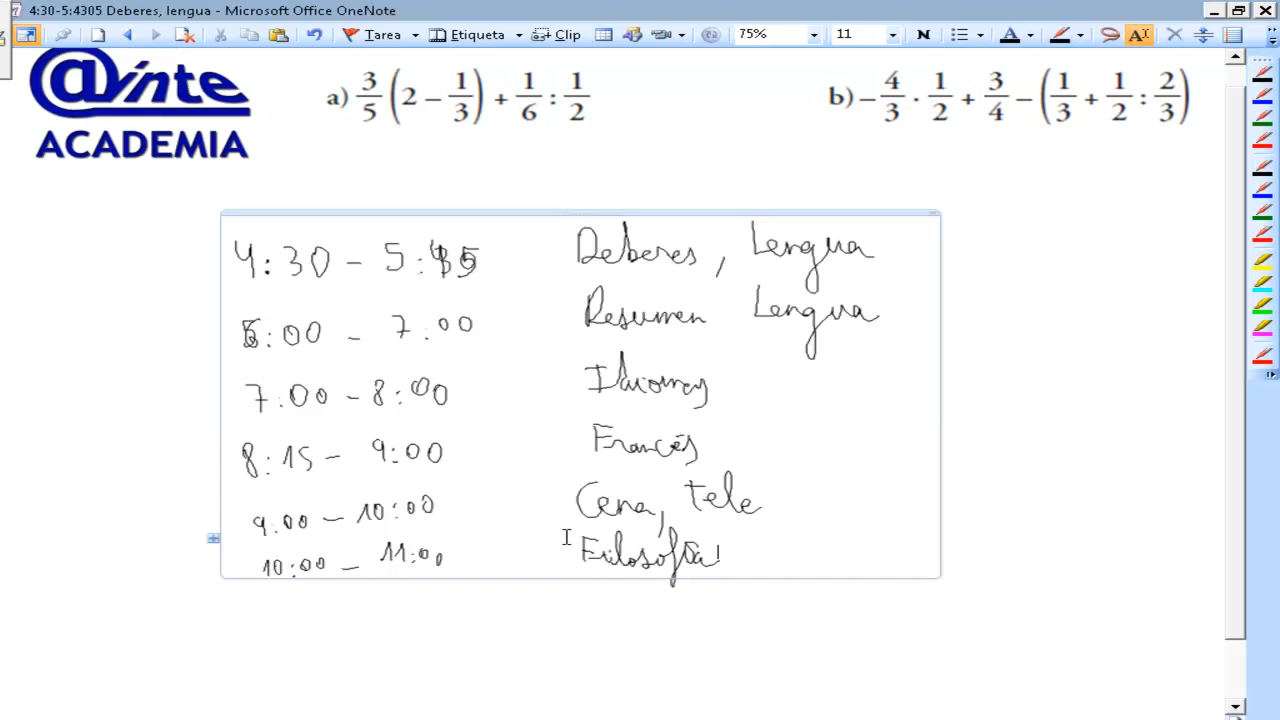 4:30-5:4305 Deberes, lengua - Microsoft Office OneNote
Tarea Etiqueta Clip 75% 11 N A A
@inte
ACADEMIA
a) 3/5 (2 − 1/3) + 1/6 : 1/2
b) −4/3 · 1/2 + 3/4 − (1/3 + 1/2 : 2/3)
4:30 – 5: Deberes, Lengua
:00 – 7:00 Resumen Lengua
7:00 – 8:00 Idiomas
8:15 – 9:00 Francés
9:00 – 10:00 Cena, tele
10:00 – 11:00 Filosofía!